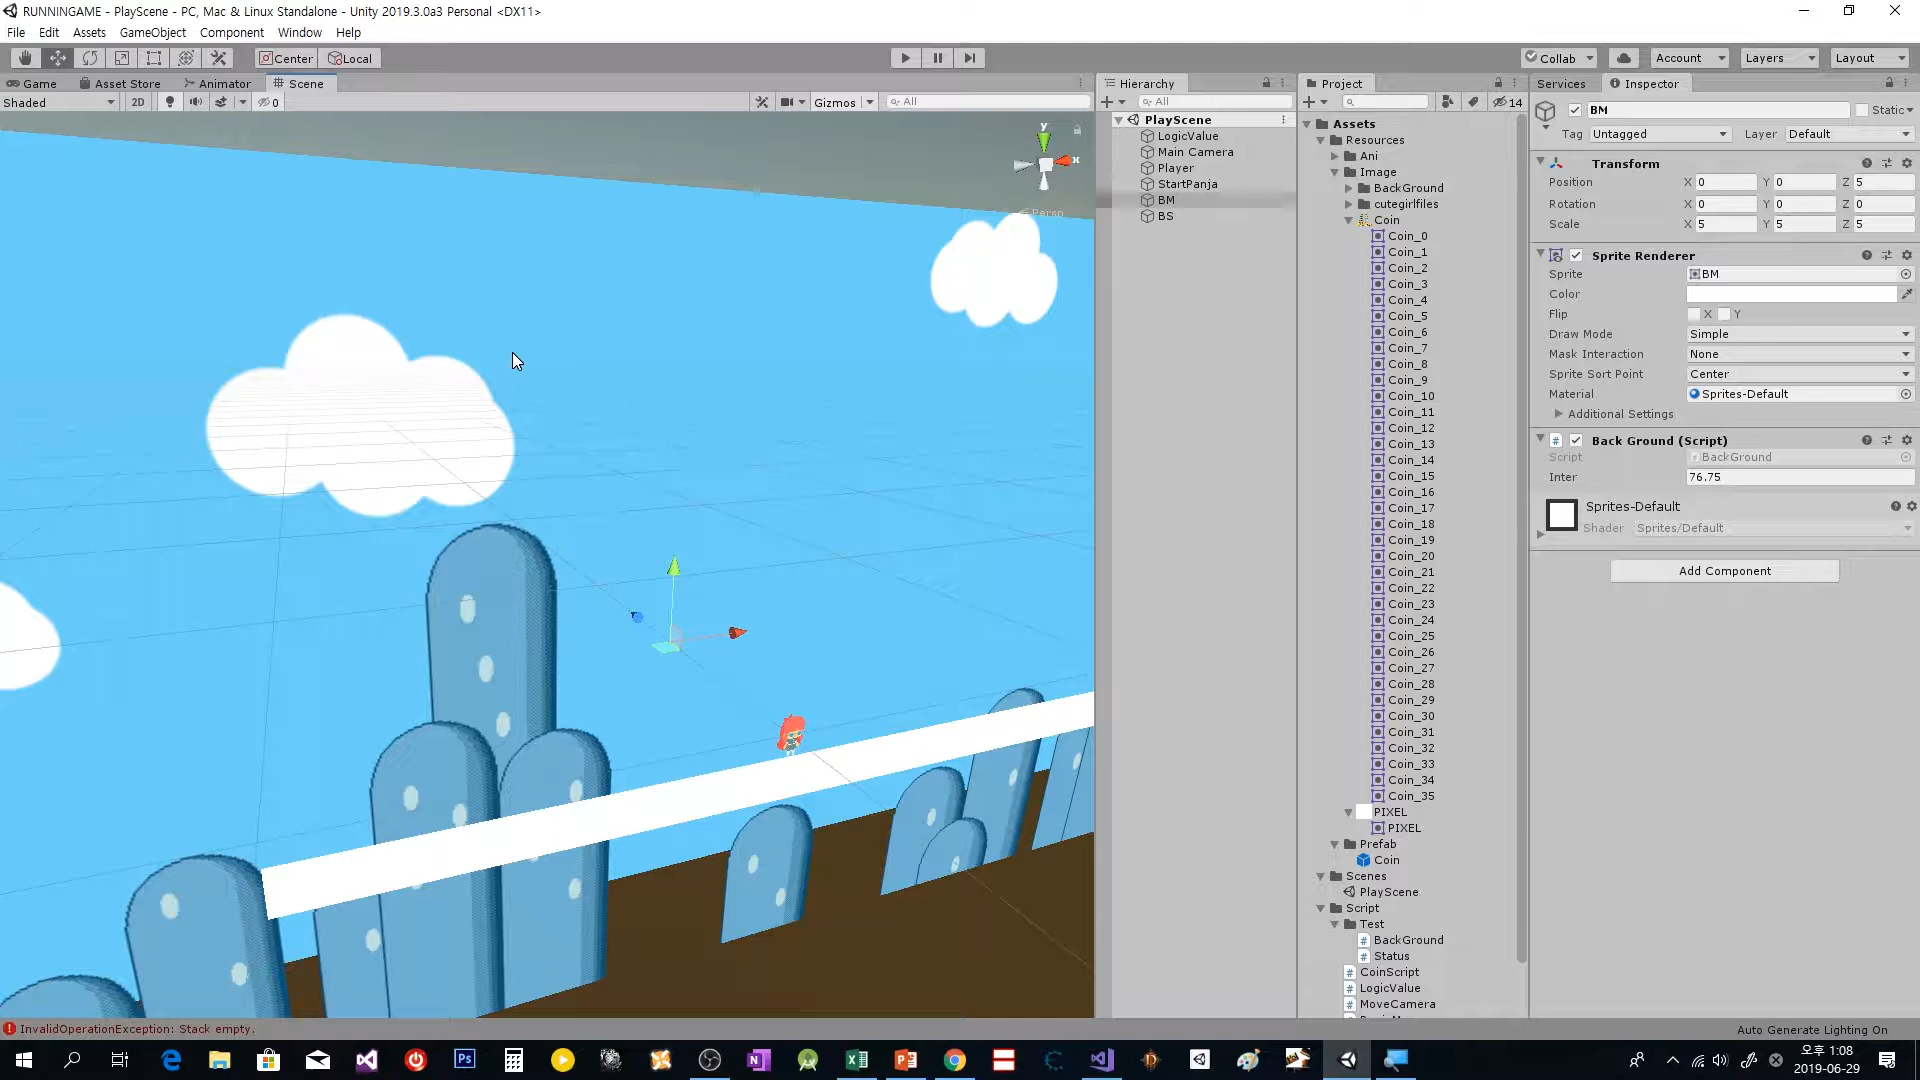 RUNNINGAME - PlayScene - PC, Mac & Linux Standalone - Unity 2019.3.0a3 Personal <DX11>
File Edit Assets GameObject Component Window Help
Center Local Collab Account Layers Layout
Game Asset Store Animator Scene
Shaded 2D 0 Gizmos All
y
x
Persp
Hierarchy
All
PlayScene
LogicValue
Main Camera
Player
StartPanja
BM
BS
Project
14
Assets
Resources
Ani
Image
BackGround
cutegirlfiles
Coin
Coin_0
Coin_1
Coin_2
Coin_3
Coin_4
Coin_5
Coin_6
Coin_7
Coin_8
Coin_9
Coin_10
Coin_11
Coin_12
Coin_13
Coin_14
Coin_15
Coin_16
Coin_17
Coin_18
Coin_19
Coin_20
Coin_21
Coin_22
Coin_23
Coin_24
Coin_25
Coin_26
Coin_27
Coin_28
Coin_29
Coin_30
Coin_31
Coin_32
Coin_33
Coin_34
Coin_35
PIXEL
PIXEL
Prefab
Coin
Scenes
PlayScene
Script
Test
BackGround
Status
CoinScript
LogicValue
MoveCamera
Services Inspector
BM Static
Tag Untagged Layer Default
Transform
Position X 0 Y 0 Z 5
Rotation X 0 Y 0 Z 0
Scale X 5 Y 5 Z 5
Sprite Renderer
Sprite BM
Color
Flip X Y
Draw Mode Simple
Mask Interaction None
Sprite Sort Point Center
Material Sprites-Default
Additional Settings
Back Ground (Script)
Script BackGround
Inter 76.75
Sprites-Default
Shader Sprites/Default
Add Component
InvalidOperationException: Stack empty.
Auto Generate Lighting On
오후 1:08
2019-06-29